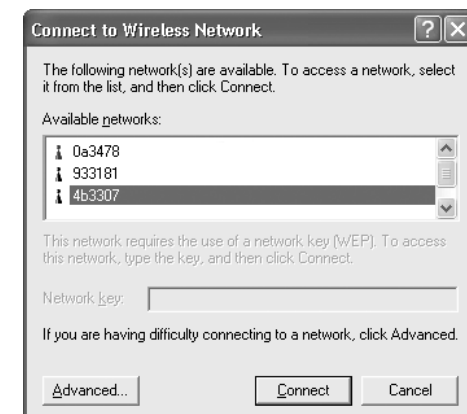 Connect to Wireless Network
The following network(s) are available. To access a network, select
it from the list, and then click Connect.
Available networks:
0a3478
933181
4b3307
This network requires the use of a network key (WEP). To access
this network, type the key, and then click Connect.
Network key:
If you are having difficulty connecting to a network, click Advanced.
Advanced... Connect Cancel